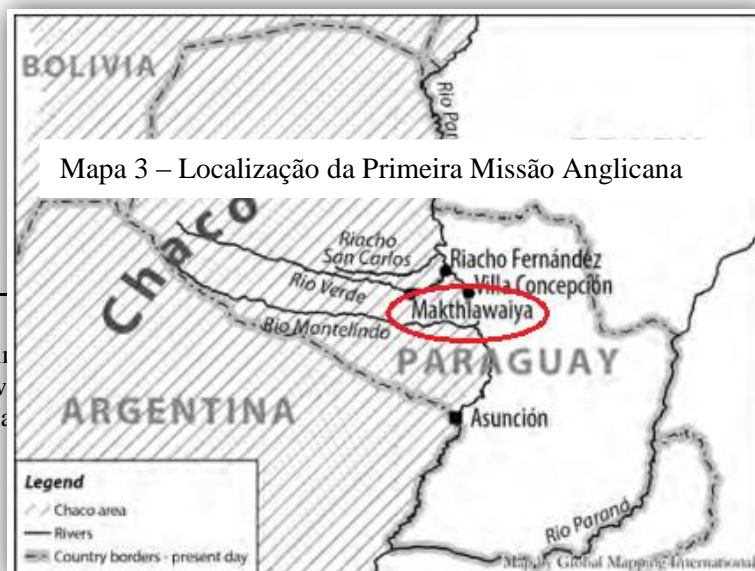 BOLIVIA
Rio Par
Mapa 3 – Localização da Primeira Missão Anglicana
Chaco
Riacho
San Carlos
Riacho Fernández
Rio Verde
Villa Concepción
Makthlawaiya
Rio Montelindo
PARAGUAY
ARGENTINA
Asunción
Legend
Chaco area
Rivers
Country borders - present day
Rio Paraná
Map by Global Mapping International